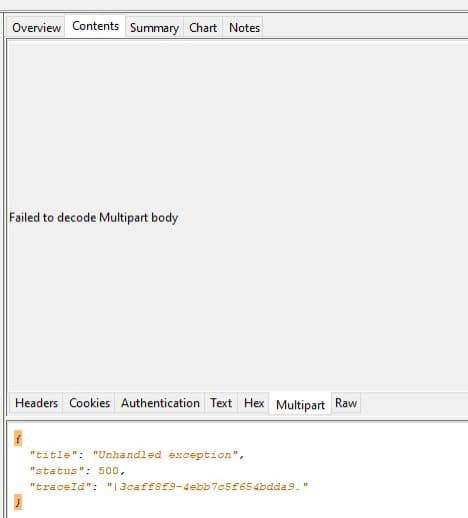 Overview Contents Summary Chart Notes
Failed to decode Multipart body
Headers Cookies Authentication Text Hex Multipart Raw
{
"title": "Unhandled exception",
"status": 500,
"traceId": "|3caff8f9-4ebb7c5f654bdda9."
}